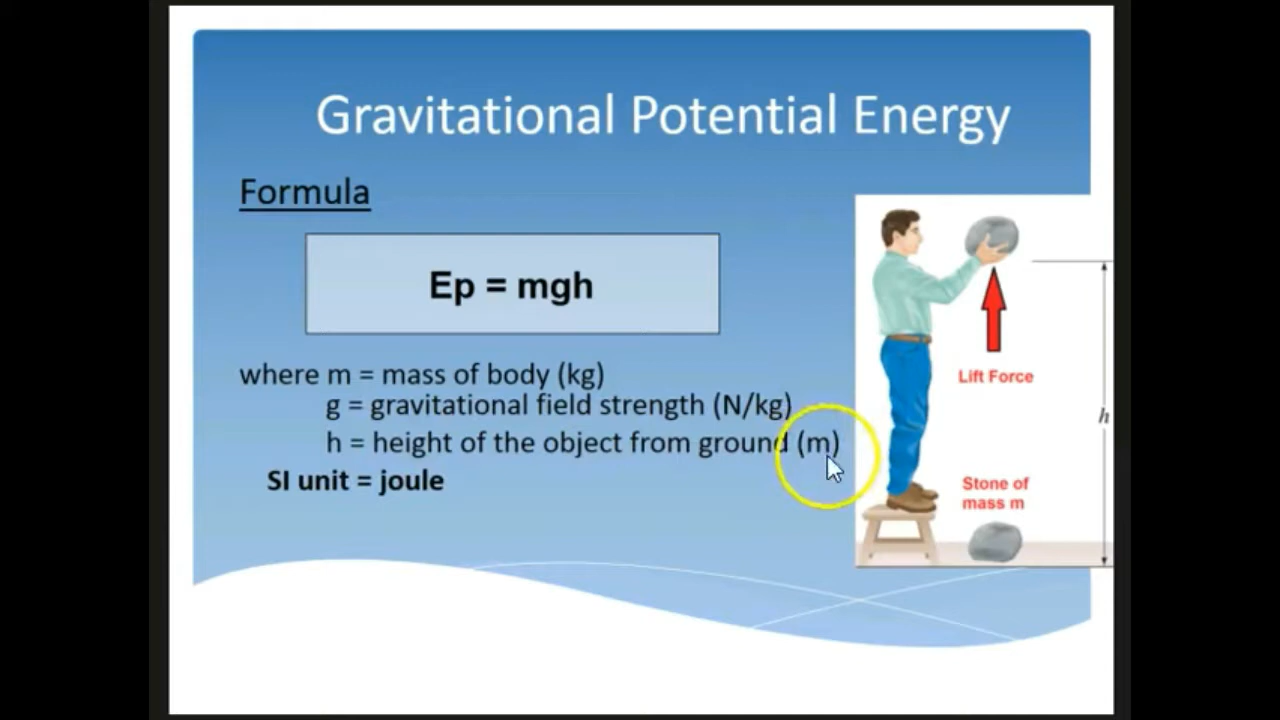 Gravitational Potential Energy
Formula
Ep = mgh
where m = mass of body (kg)
g = gravitational field strength (N/kg)
h = height of the object from ground (m)
SI unit = joule
Lift Force
h
Stone of
mass m